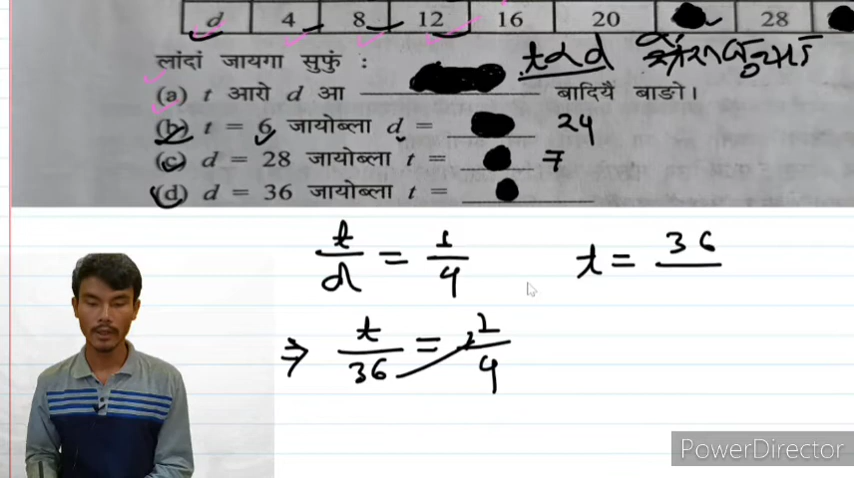 d 4 8 12 16 20 28
लांदां जायगा सुफुं : t α d
(a) t आरो d आ बादियै बाङो।
(b) t = 6 जायोब्ला d = 24
(c) d = 28 जायोब्ला t = 7
(d) d = 36 जायोब्ला t =
t/d = 1/4 t = 36
⇒ t/36 = 1/4
PowerDirector